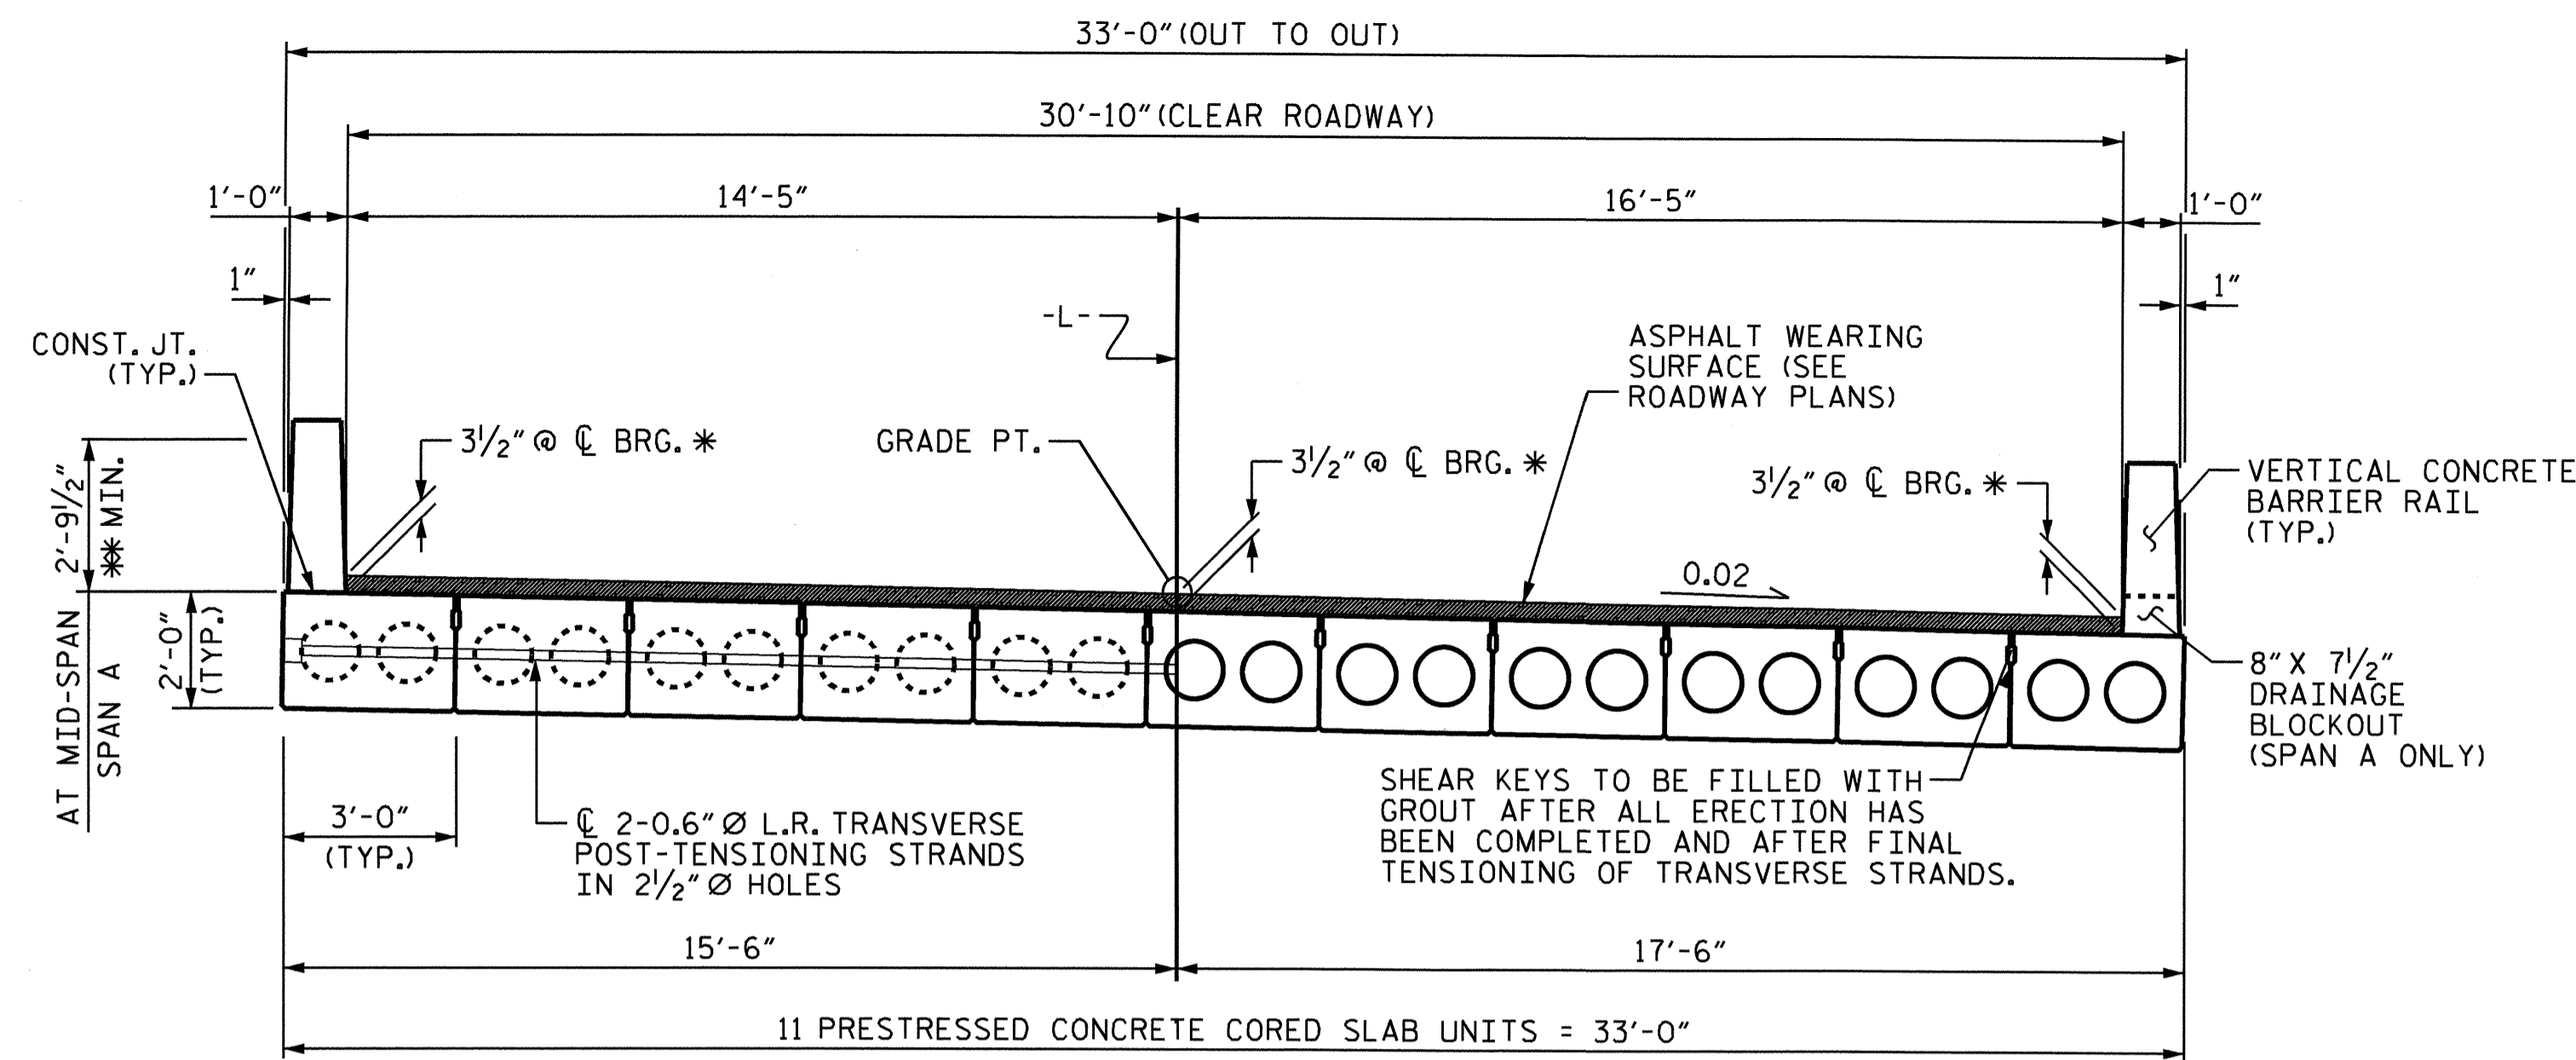 33'-0" (OUT TO OUT)
30'-10" (CLEAR ROADWAY)
1'-0"
14'-5"
16'-5"
1'-0"
1"
1"
-L-
CONST. JT.
(TYP.)
ASPHALT WEARING
SURFACE (SEE
ROADWAY PLANS)
3½" @ ℄ BRG. *
GRADE PT.
3½" @ ℄ BRG. *
3½" @ ℄ BRG. *
VERTICAL CONCRETE
BARRIER RAIL
(TYP.)
2'-9½"
** MIN.
0.02
2'-0"
(TYP.)
AT MID-SPAN
SPAN A
8" X 7½"
DRAINAGE
BLOCKOUT
(SPAN A ONLY)
3'-0"
(TYP.)
℄ 2-0.6" Ø L.R. TRANSVERSE
POST-TENSIONING STRANDS
IN 2½" Ø HOLES
SHEAR KEYS TO BE FILLED WITH
GROUT AFTER ALL ERECTION HAS
BEEN COMPLETED AND AFTER FINAL
TENSIONING OF TRANSVERSE STRANDS.
15'-6"
17'-6"
11 PRESTRESSED CONCRETE CORED SLAB UNITS = 33'-0"